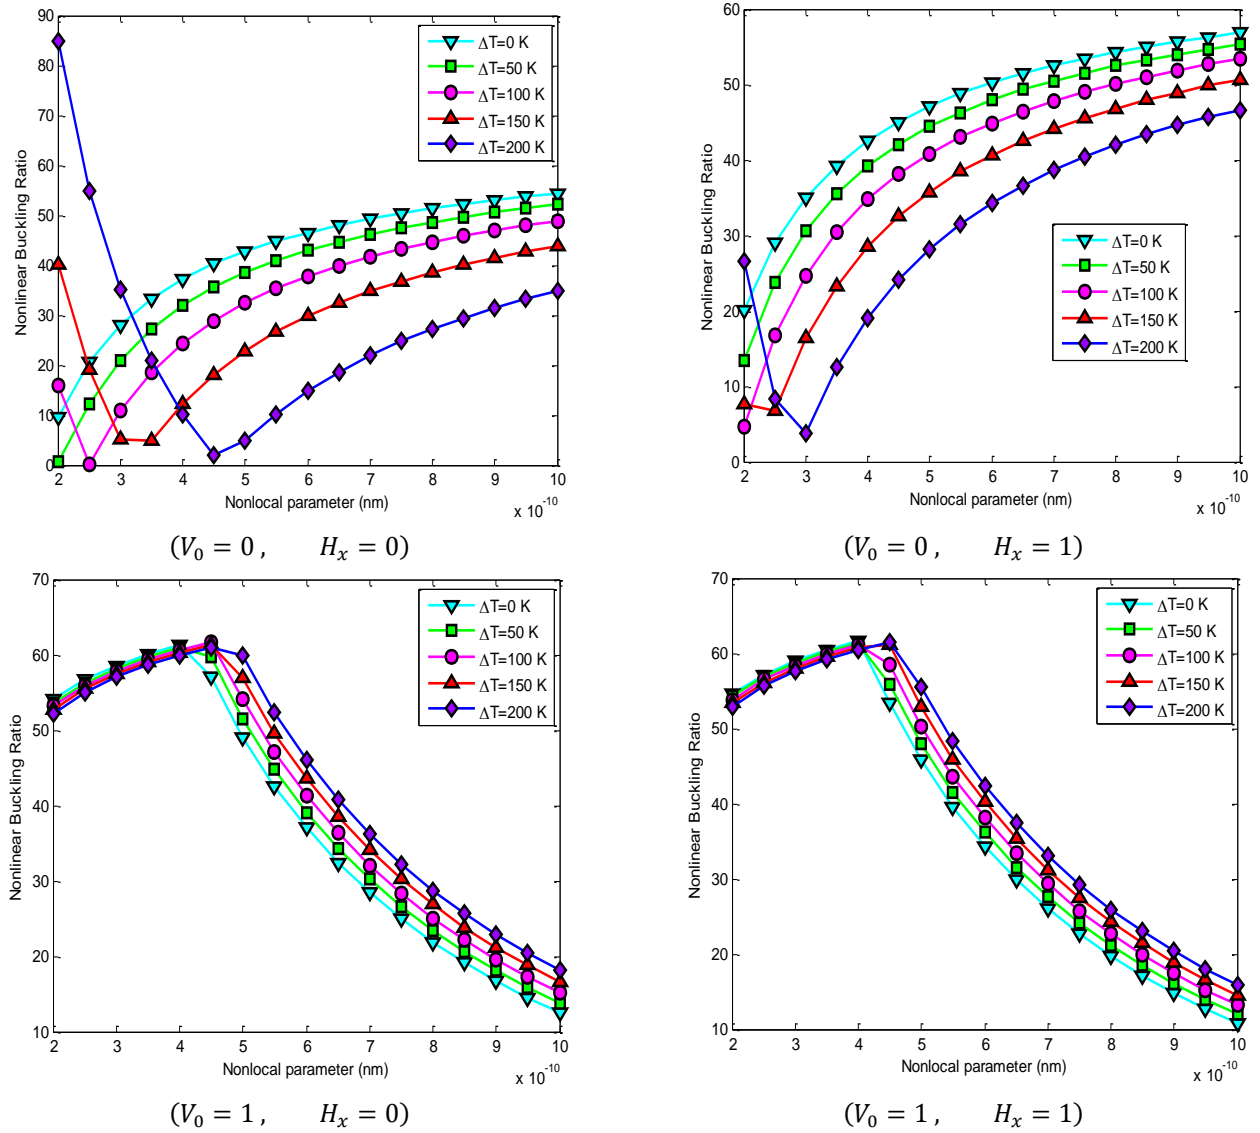 90
80
70
60
50
40
30
20
10
0
Nonlinear Buckling Ratio
ΔT=0 K
ΔT=50 K
ΔT=100 K
ΔT=150 K
ΔT=200 K
2 3 4 5 6 7 8 9 10
Nonlocal parameter (nm)
x 10⁻¹⁰
(V₀ = 0 , Hₓ = 0)
60
50
40
30
20
10
0
Nonlinear Buckling Ratio
ΔT=0 K
ΔT=50 K
ΔT=100 K
ΔT=150 K
ΔT=200 K
2 3 4 5 6 7 8 9 10
Nonlocal parameter (nm)
x 10⁻¹⁰
(V₀ = 0 , Hₓ = 1)
70
60
50
40
30
20
10
Nonlinear Buckling Ratio
ΔT=0 K
ΔT=50 K
ΔT=100 K
ΔT=150 K
ΔT=200 K
2 3 4 5 6 7 8 9 10
Nonlocal parameter (nm)
x 10⁻¹⁰
(V₀ = 1 , Hₓ = 0)
70
60
50
40
30
20
10
Nonlinear Buckling Ratio
ΔT=0 K
ΔT=50 K
ΔT=100 K
ΔT=150 K
ΔT=200 K
2 3 4 5 6 7 8 9 10
Nonlocal parameter (nm)
x 10⁻¹⁰
(V₀ = 1 , Hₓ = 1)